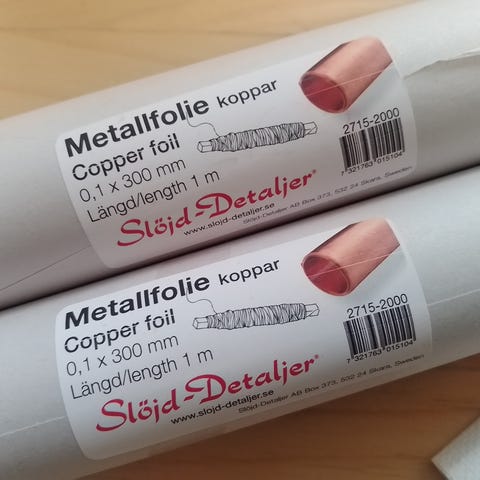 Metallfolie koppar
Copper foil
0,1 x 300 mm
Längd/length 1 m
2715-2000
7 321763 015104
Slöjd-Detaljer®
www.slojd-detaljer.se
Slöjd-Detaljer AB Box 373, 532 24 Skara, Sweden
Metallfolie koppar
Copper foil
0,1 x 300 mm
Längd/length 1 m
2715-2000
7 321763 015104
Slöjd-Detaljer®
www.slojd-detaljer.se
Slöjd-Detaljer AB Box 373, 532 24 Skara, Sweden